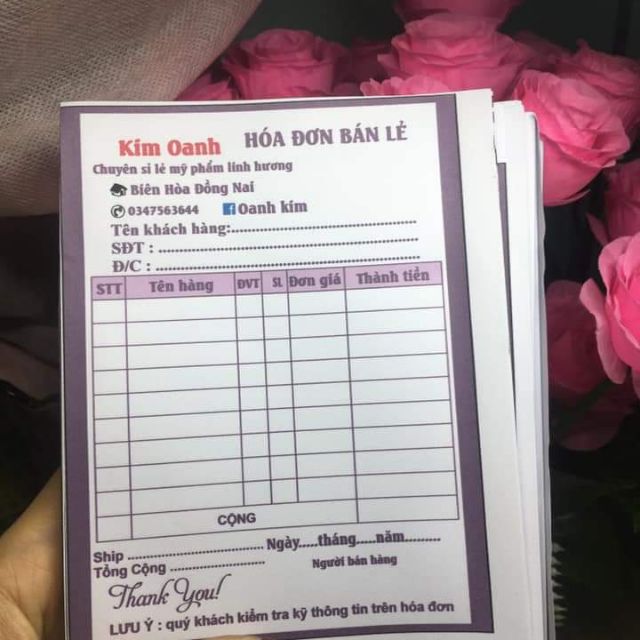 Kim Oanh HÓA ĐƠN BÁN LẺ
Chuyên sỉ lẻ mỹ phẩm linh hương
Biên Hòa Đồng Nai
0347563644 Oanh kim
Tên khách hàng:
SĐT :
Đ/C :
STT Tên hàng ĐVT SL Đơn giá Thành tiền
CỘNG
Ship ........................ Ngày.....tháng.....năm.........
Tổng Cộng ........................ Người bán hàng
Thank You!
LƯU Ý : quý khách kiểm tra kỹ thông tin trên hóa đơn